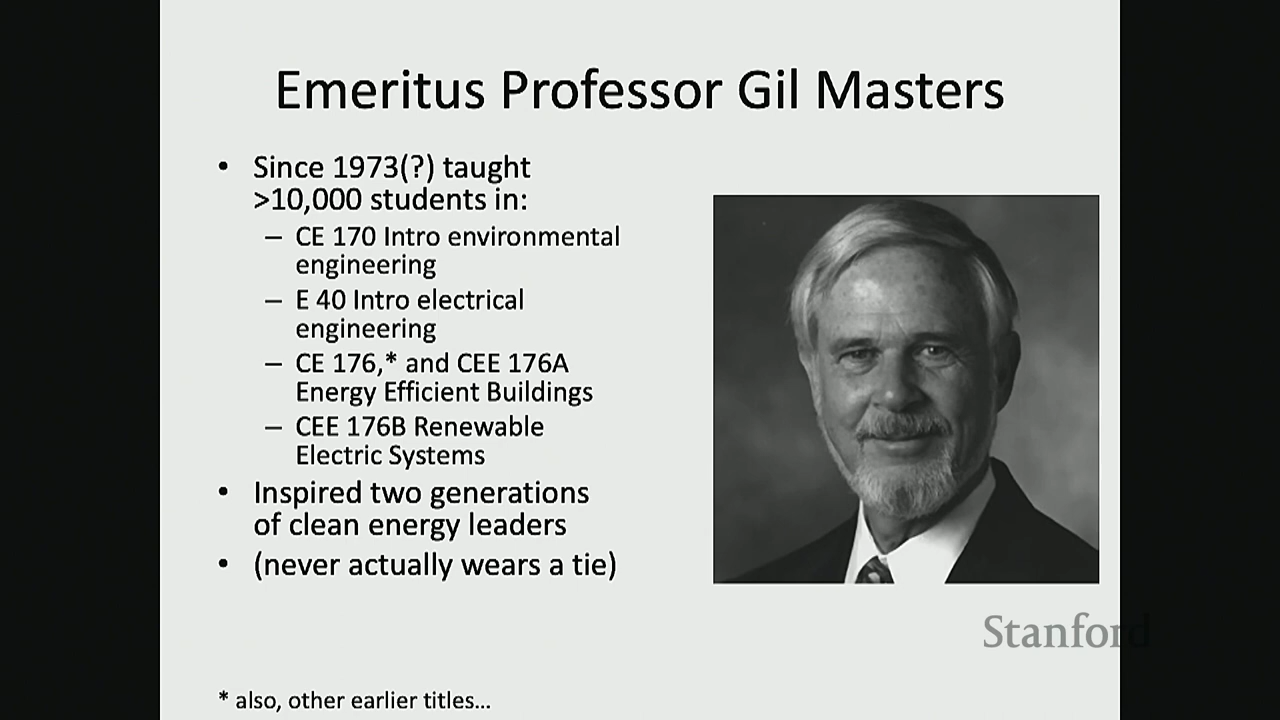 Emeritus Professor Gil Masters
• Since 1973(?) taught
>10,000 students in:
– CE 170 Intro environmental
engineering
– E 40 Intro electrical
engineering
– CE 176,* and CEE 176A
Energy Efficient Buildings
– CEE 176B Renewable
Electric Systems
• Inspired two generations
of clean energy leaders
• (never actually wears a tie)
Stanford
* also, other earlier titles…